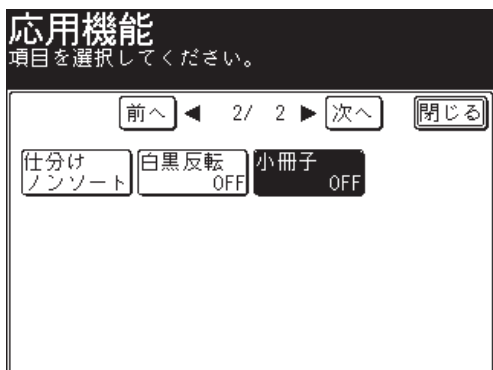 応用機能
項目を選択してください。
前へ ◀ 2/ 2 ▶ 次へ 閉じる
仕分け 白黒反転 小冊子
ノンソート OFF OFF